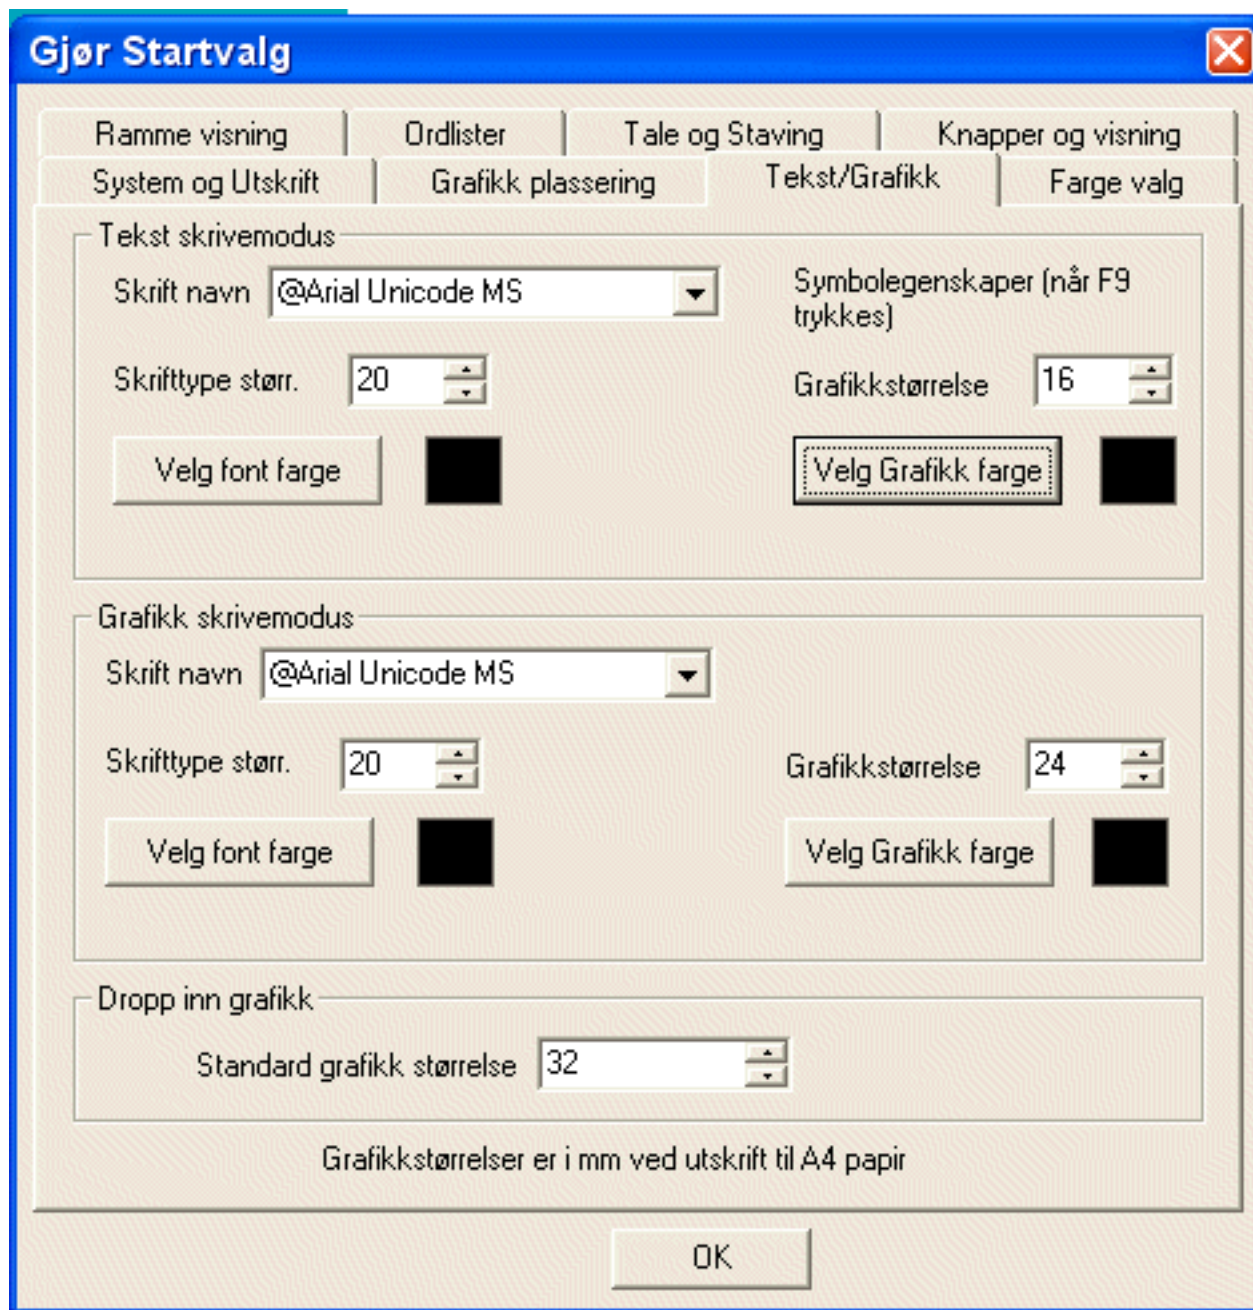 Gjør Startvalg
Ramme visning Ordlister Tale og Staving Knapper og visning
System og Utskrift Grafikk plassering Tekst/Grafikk Farge valg
Tekst skrivemodus
Skrift navn @Arial Unicode MS
Symbolegenskaper (når F9
trykkes)
Skrifttype størr. 20 Grafikkstørrelse 16
Velg font farge Velg Grafikk farge
Grafikk skrivemodus
Skrift navn @Arial Unicode MS
Skrifttype størr. 20 Grafikkstørrelse 24
Velg font farge Velg Grafikk farge
Dropp inn grafikk
Standard grafikk størrelse 32
Grafikkstørrelser er i mm ved utskrift til A4 papir
OK